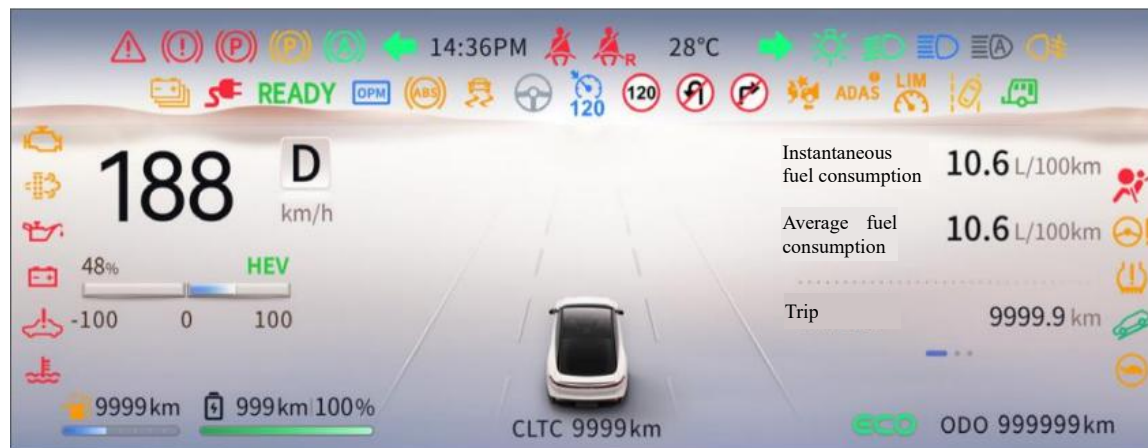 14:36PM R 28°C A
READY OPM ABS 120 120 ADAS LIM
188 D
km/h
Instantaneous
fuel consumption 10.6 L/100km
Average fuel
consumption 10.6 L/100km
48% HEV
-100 0 100
Trip 9999.9 km
9999km 999km|100%
CLTC 9999km
eco ODO 999999km